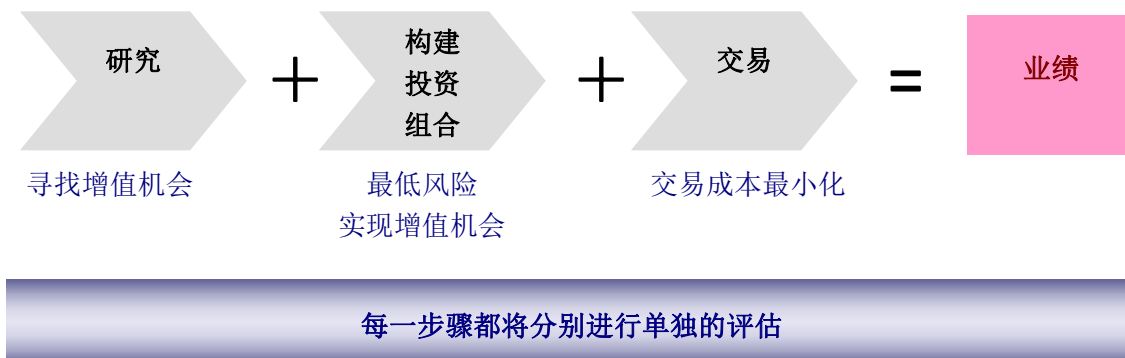 研究
+
构建
投资
组合
+
交易
=
业绩
寻找增值机会
最低风险
实现增值机会
交易成本最小化
每一步骤都将分别进行单独的评估